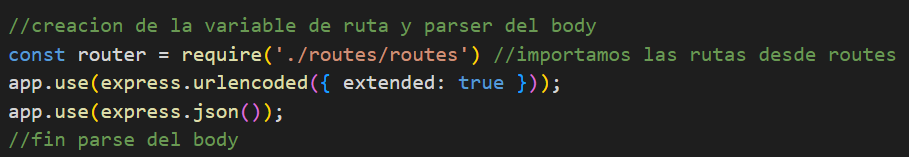 //creacion de la variable de ruta y parser del body
const router = require('./routes/routes') //importamos las rutas desde routes
app.use(express.urlencoded({ extended: true }));
app.use(express.json());
//fin parse del body